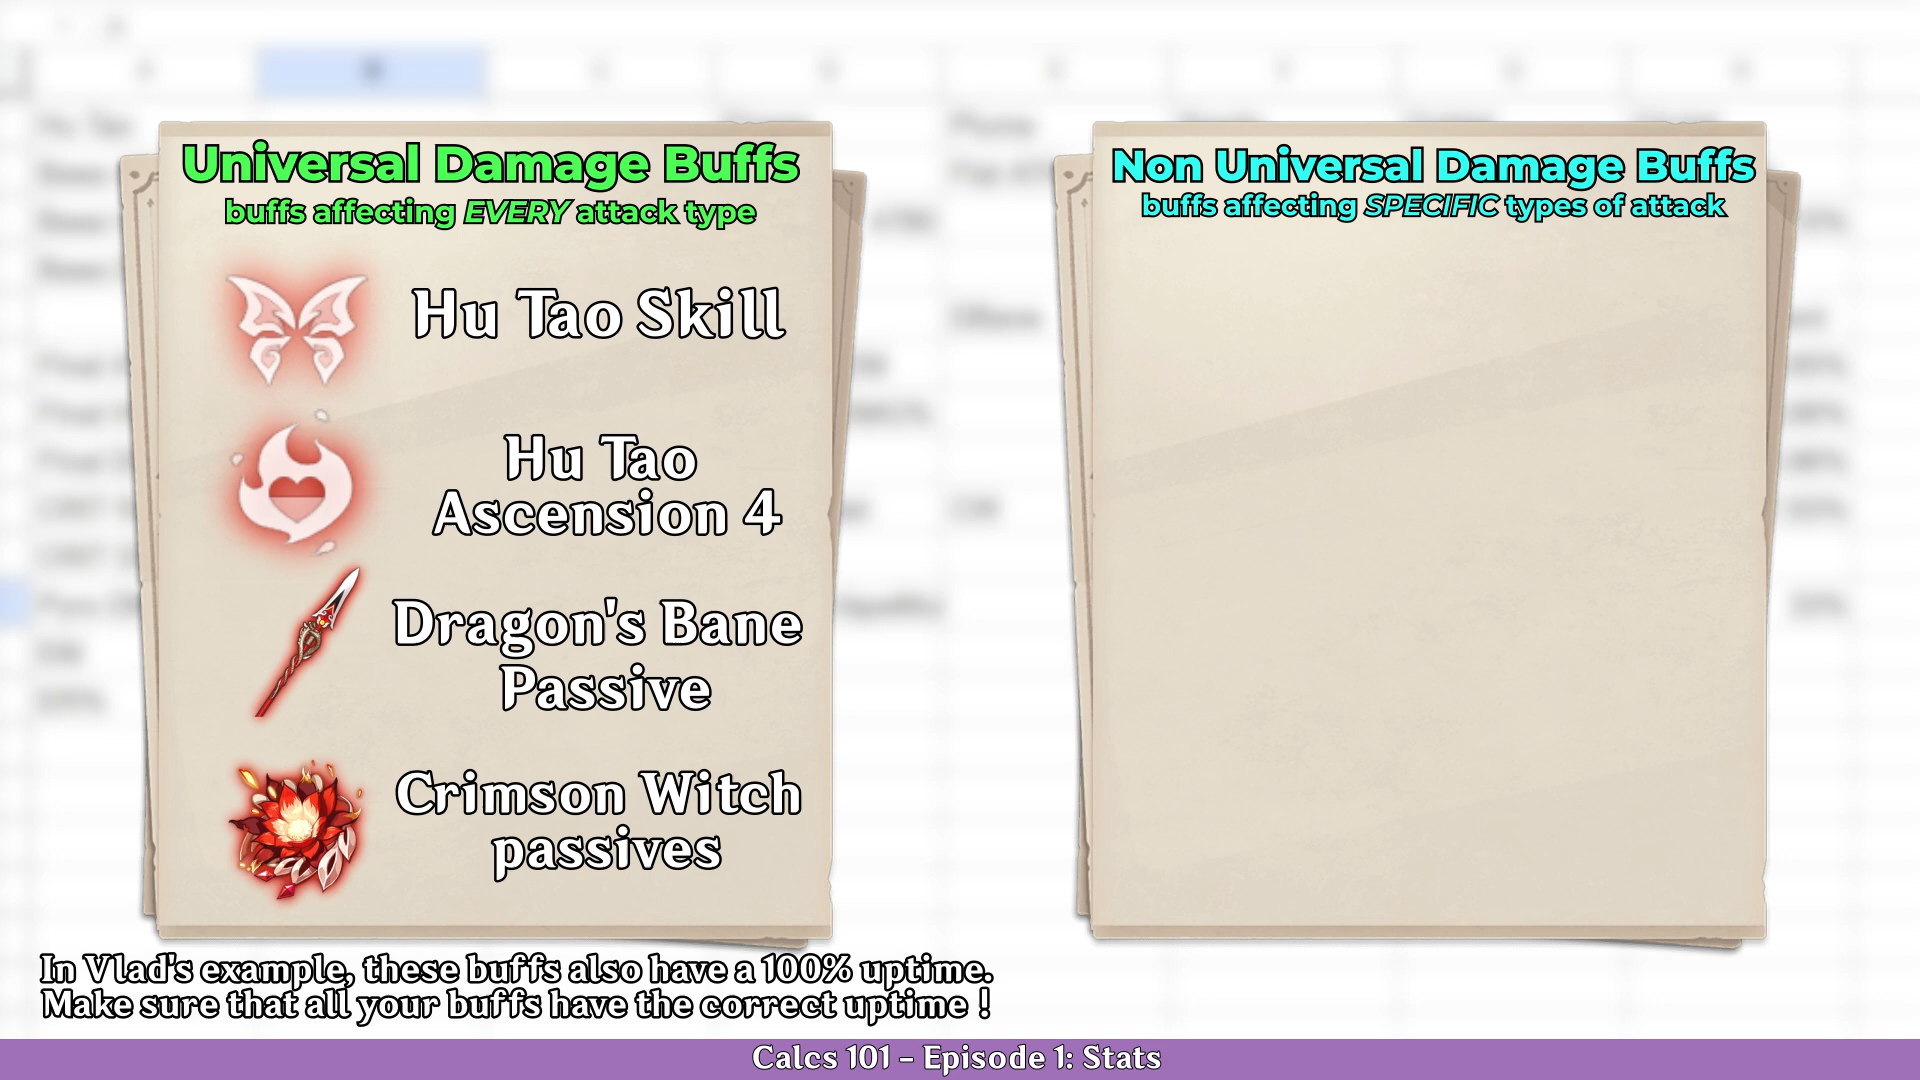 Universal Damage Buffs
buffs affecting EVERY attack type
Hu Tao Skill
Hu Tao
Ascension 4
Dragon's Bane
Passive
Crimson Witch
passives
Non Universal Damage Buffs
buffs affecting SPECIFIC types of attack
In Vlad's example, these buffs also have a 100% uptime.
Make sure that all your buffs have the correct uptime !
Calcs 101 - Episode 1: Stats